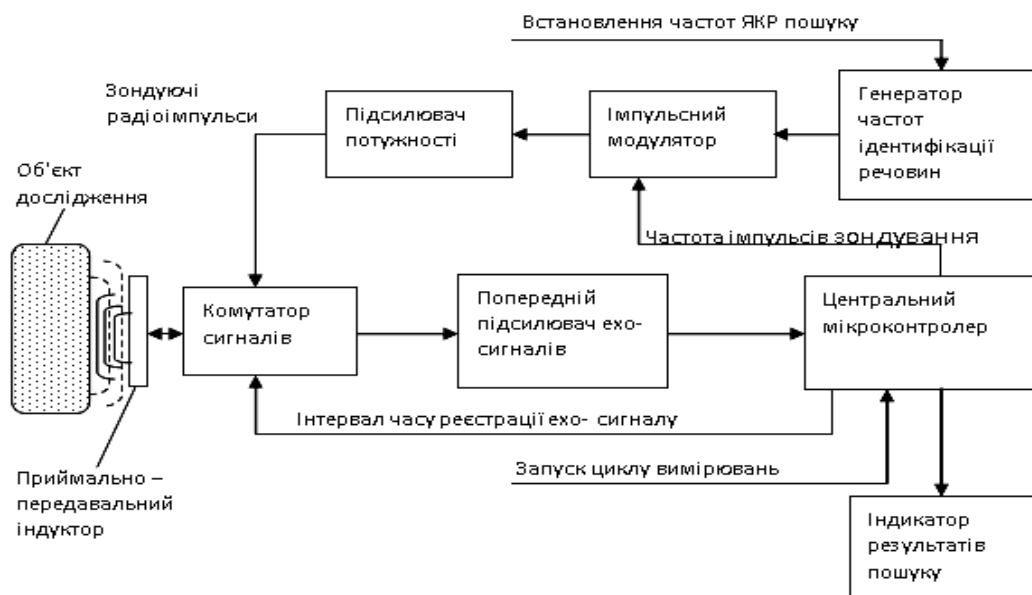 Встановлення частот ЯКР пошуку
Зондуючі
радіоімпульси
Підсилювач
потужності
Імпульсний
модулятор
Генератор
частот
ідентифікації
речовин
Об'єкт
дослідження
Частота імпульсів зондування
Комутатор
сигналів
Попередній
підсилювач ехо-
сигналів
Центральний
мікроконтролер
Інтервал часу реєстрації ехо- сигналу
Запуск циклу вимірювань
Приймально –
передавальний
індуктор
Індикатор
результатів
пошуку